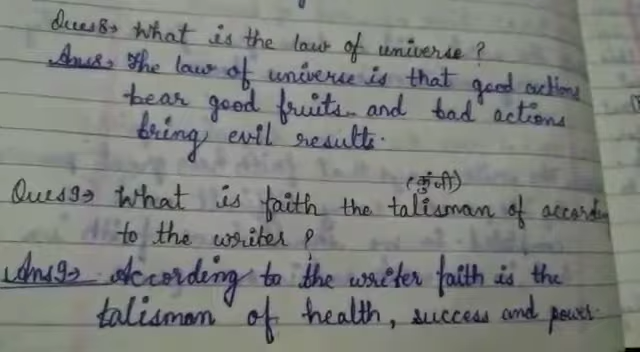 Ques8→ What is the law of universe?
Ans→ The law of universe is that good actions
bear good fruits and bad actions
bring evil results.
(कुंजी)
Ques9→ What is faith the talisman of accordin
to the writer?
Ans9→ According to the writer faith is the
talisman of health, success and power.